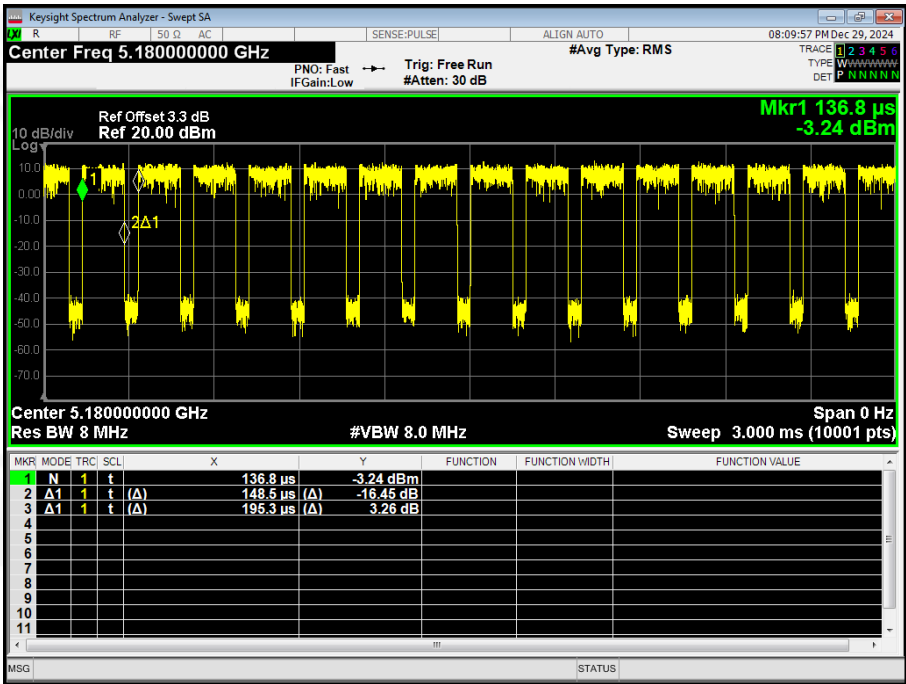 Keysight Spectrum Analyzer - Swept SA
LXI R RF 50 Ω AC SENSE:PULSE ALIGN AUTO 08:09:57 PM Dec 29, 2024
Center Freq 5.180000000 GHz
PNO: Fast
IFGain:Low
Trig: Free Run
#Atten: 30 dB
#Avg Type: RMS
TRACE 1 2 3 4 5 6
TYPE WWWWWW
DET P N N N N N
Mkr1 136.8 µs
-3.24 dBm
Ref Offset 3.3 dB
10 dB/div Ref 20.00 dBm
Log
10.0
0.00
-10.0
-20.0
-30.0
-40.0
-50.0
-60.0
-70.0
1
2Δ1
Center 5.180000000 GHz Span 0 Hz
Res BW 8 MHz #VBW 8.0 MHz Sweep 3.000 ms (10001 pts)
MKR MODE TRC SCL X Y FUNCTION FUNCTION WIDTH FUNCTION VALUE
1 N 1 t 136.8 µs -3.24 dBm
2 Δ1 1 t (Δ) 148.5 µs (Δ) -16.45 dB
3 Δ1 1 t (Δ) 195.3 µs (Δ) 3.26 dB
4
5
6
7
8
9
10
11
MSG STATUS